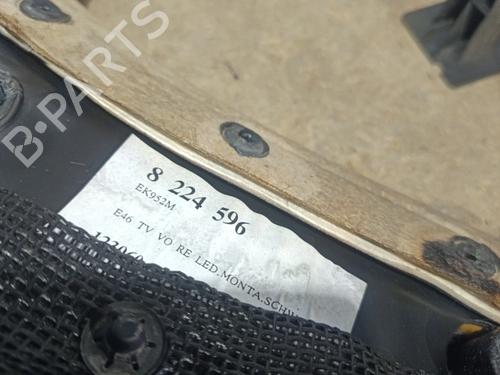 B-PARTS
8 224 596
EK952M
E46 TV VO RE LED.MONTA.SCHW